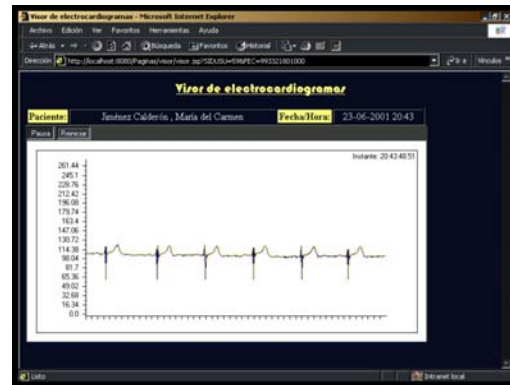 Visor de electrocardiogramas - Microsoft Internet Explorer
Archivo Edición Ver Favoritos Herramientas Ayuda
Atrás Búsqueda Favoritos Historial
Dirección Ir a Vínculos
Visor de electrocardiogramas
Paciente: Jiménez Calderón , María del Carmen Fecha/Hora: 23-06-2001 20:43
Pausa Reinicia
Instante: 20:43:48:51
261.44
245.1
228.76
212.42
196.08
179.74
163.4
147.06
130.72
114.38
98.04
81.7
65.36
49.02
32.68
16.34
0.0
Listo Intranet local